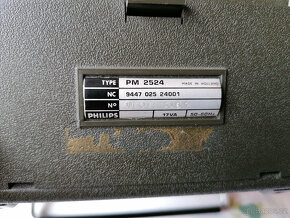 TYPE PM 2524 MADE IN HOLLAND
NC 9447 025 24001
Nº
PHILIPS 17VA 50-60Hz